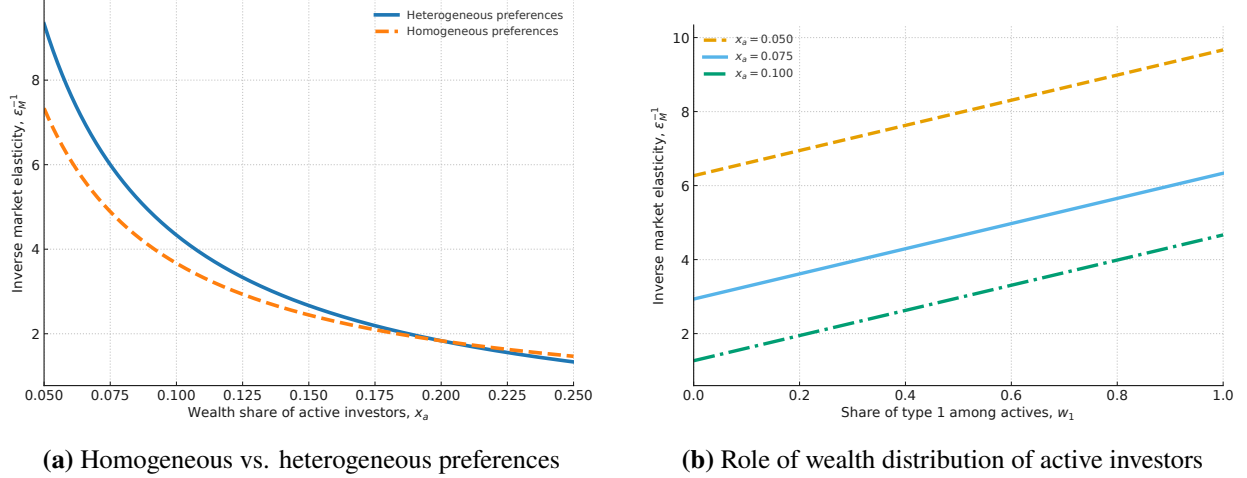 Heterogeneous preferences
Homogeneous preferences
Inverse market elasticity, ε_M^{-1}
8
6
4
2
0.050 0.075 0.100 0.125 0.150 0.175 0.200 0.225 0.250
Wealth share of active investors, x_a
(a) Homogeneous vs. heterogeneous preferences
x_a = 0.050
x_a = 0.075
x_a = 0.100
Inverse market elasticity, ε_M^{-1}
10
8
6
4
2
0.0 0.2 0.4 0.6 0.8 1.0
Share of type 1 among actives, w_1
(b) Role of wealth distribution of active investors